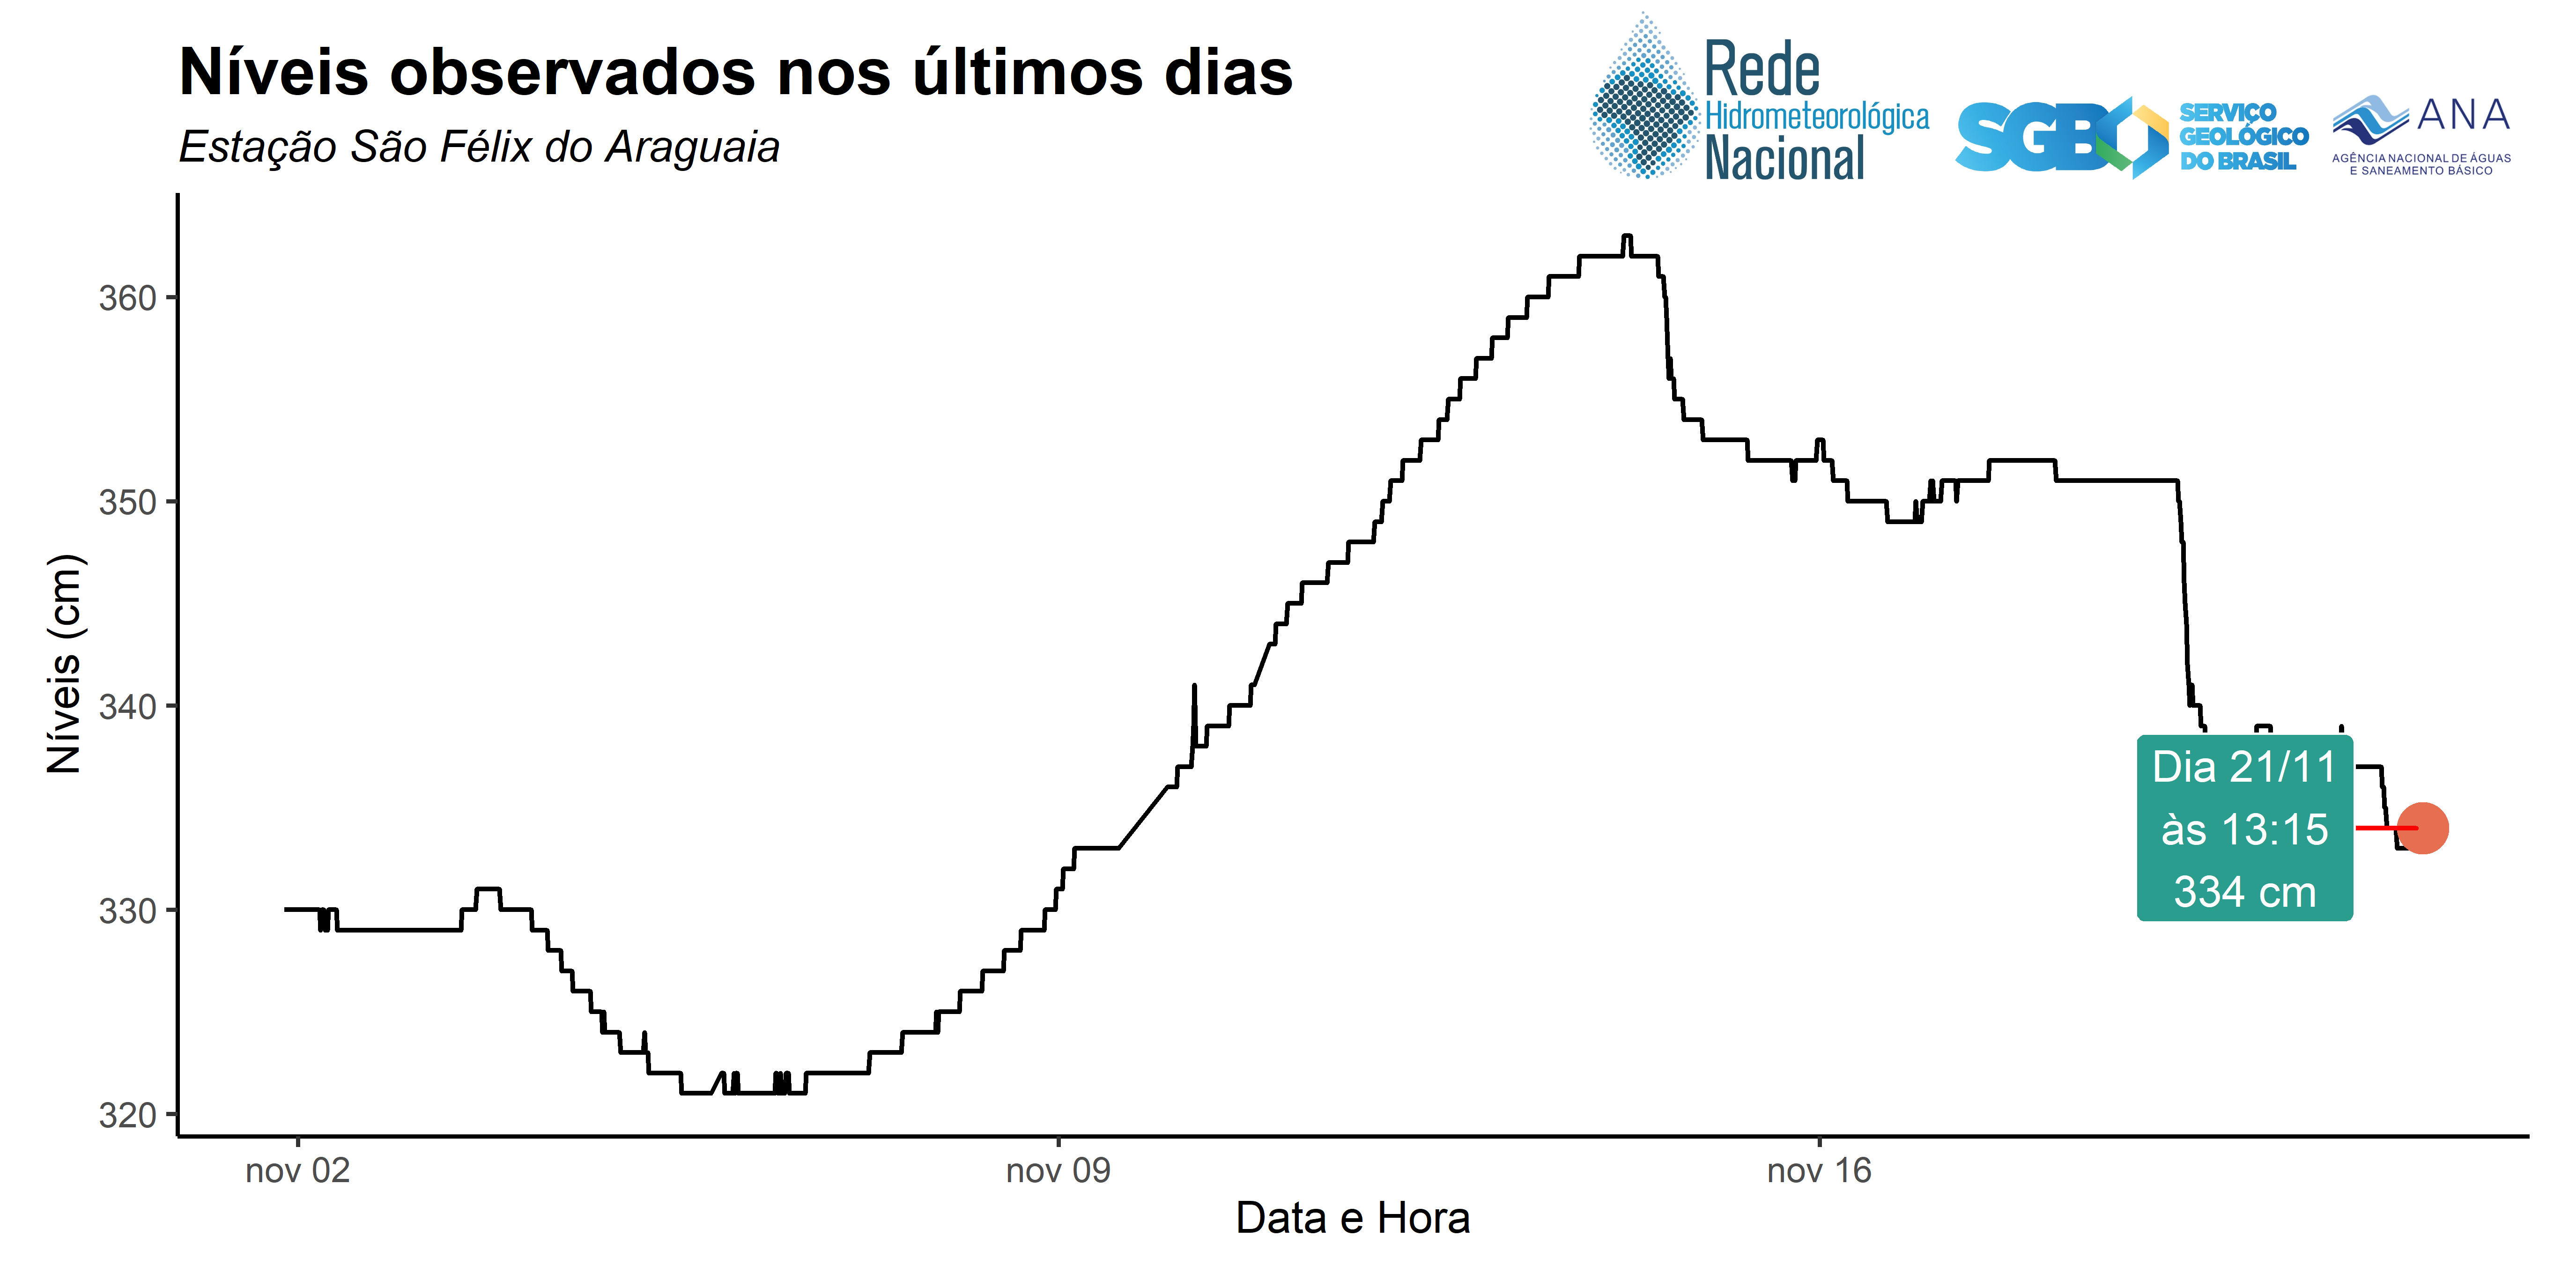 Níveis observados nos últimos dias
Estação São Félix do Araguaia
Rede
Hidrometeorológica
Nacional
SGB
SERVIÇO
GEOLÓGICO
DO BRASIL
ANA
AGÊNCIA NACIONAL DE ÁGUAS
E SANEAMENTO BÁSICO
Níveis (cm)
360
350
340
330
320
Dia 21/11
às 13:15
334 cm
nov 02
nov 09
nov 16
Data e Hora